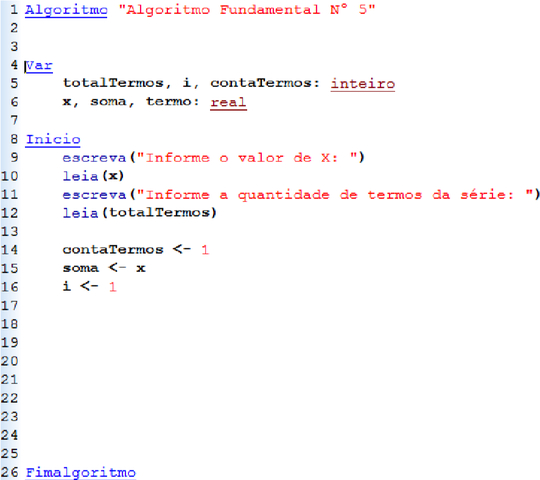 1 Algoritmo "Algoritmo Fundamental N° 5"
2
3
4 Var
5 totalTermos, i, contaTermos: inteiro
6 x, soma, termo: real
7
8 Inicio
9 escreva("Informe o valor de X: ")
10 leia(x)
11 escreva("Informe a quantidade de termos da série: ")
12 leia(totalTermos)
13
14 contaTermos <- 1
15 soma <- x
16 i <- 1
17
18
19
20
21
22
23
24
25
26 Fimalgoritmo